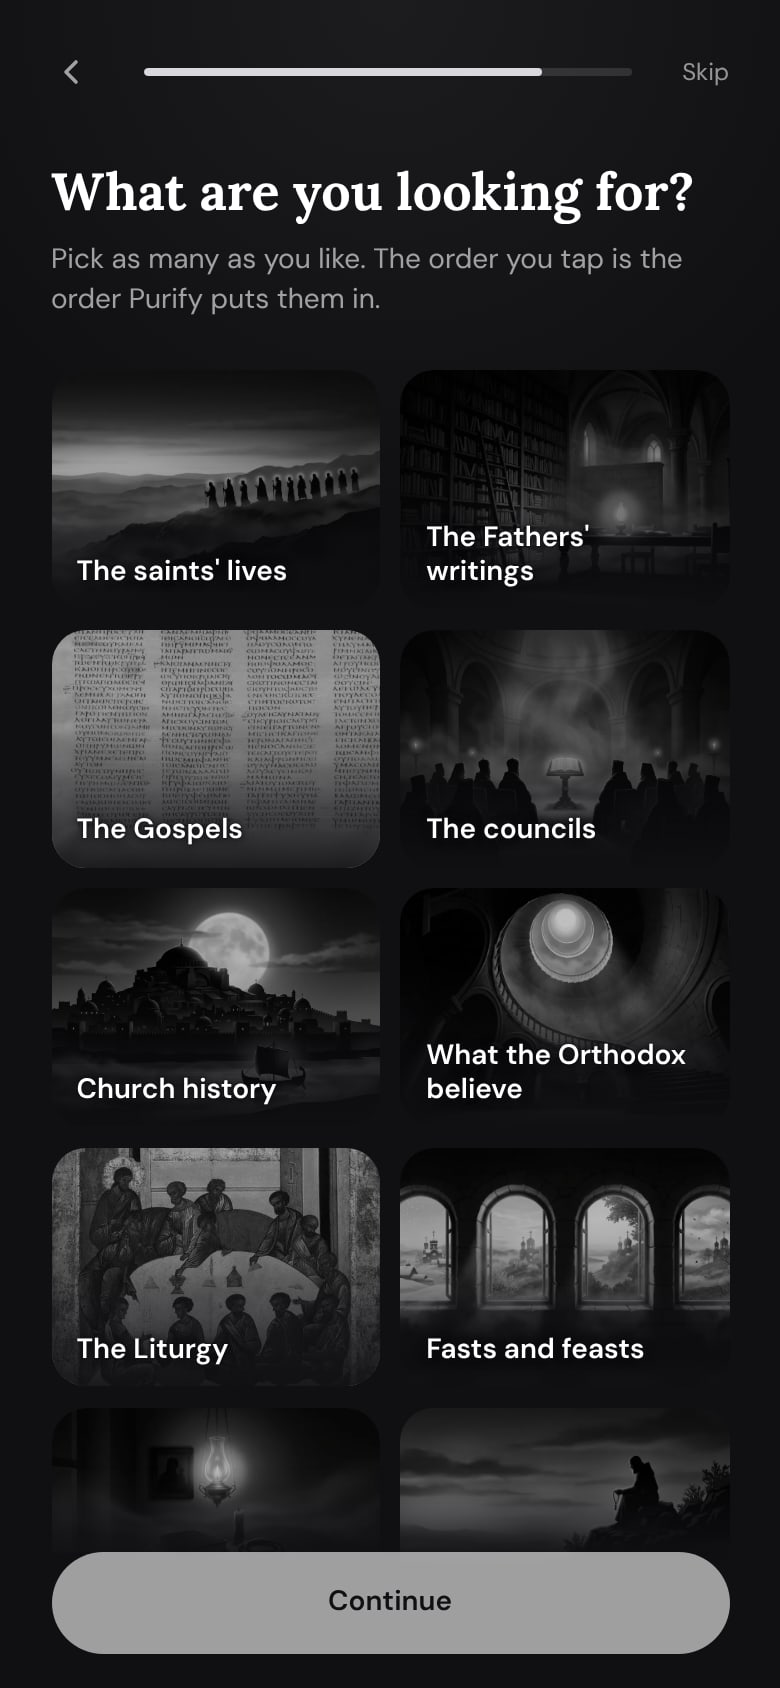 Skip
What are you looking for?
Pick as many as you like. The order you tap is the
order Purify puts them in.
The saints' lives
The Fathers'
writings
The Gospels
The councils
Church history
What the Orthodox
believe
The Liturgy
Fasts and feasts
Continue